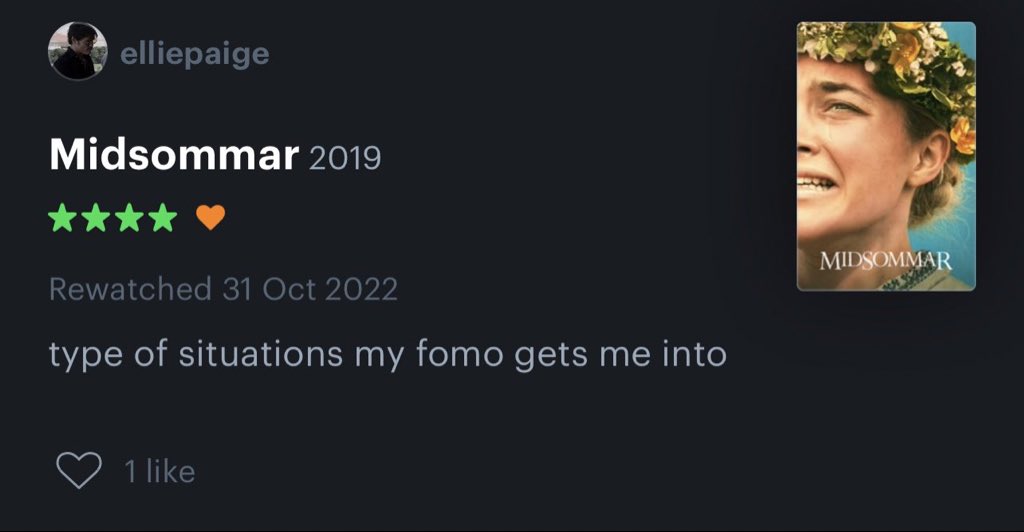 elliepaige
Midsommar 2019
Rewatched 31 Oct 2022
type of situations my fomo gets me into
1 like
MIDSOMMAR